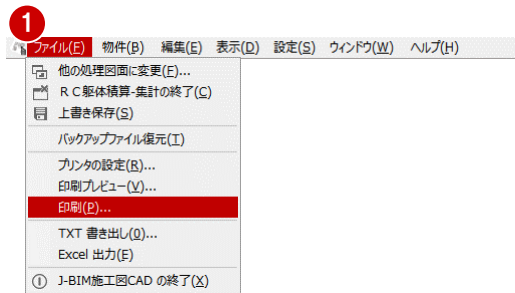 1
ファイル(F) 物件(B) 編集(E) 表示(D) 設定(S) ウィンドウ(W) ヘルプ(H)
他の処理図面に変更(F)...
ＲＣ躯体積算-集計の終了(C)
上書き保存(S)
バックアップファイル復元(T)
プリンタの設定(R)...
印刷プレビュー(V)...
印刷(P)...
TXT 書き出し(0)...
Excel 出力(E)
J-BIM施工図CAD の終了(X)